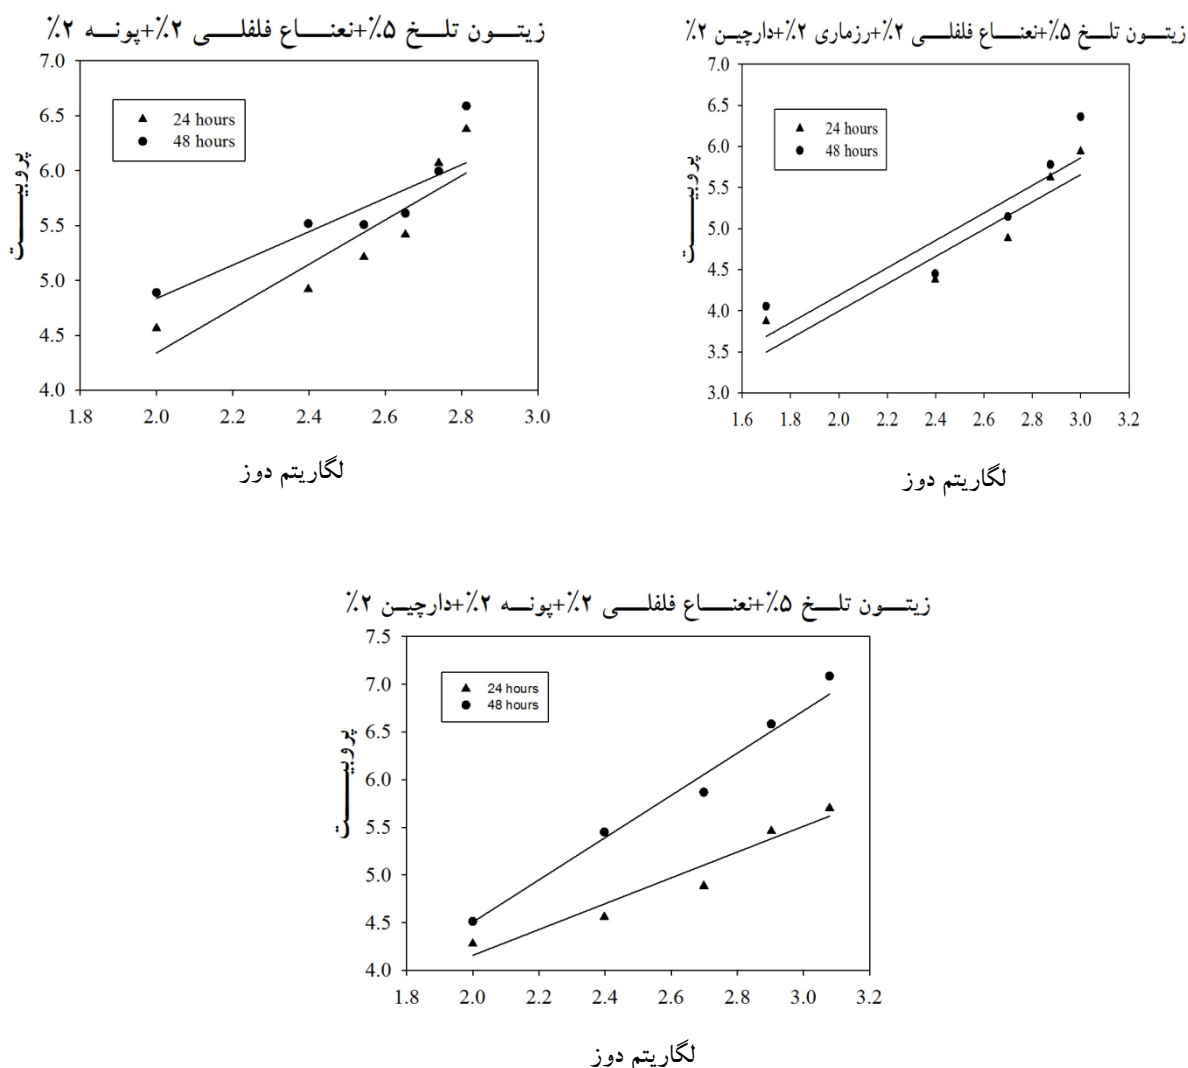 زیتون تلخ ۵٪+نعناع فلفلی ۲٪+پونه ۲٪
7.0
6.5
6.0
5.5
5.0
4.5
4.0
پروبیت
24 hours
48 hours
1.8 2.0 2.2 2.4 2.6 2.8 3.0
لگاریتم دوز
زیتون تلخ ۵٪+نعناع فلفلی ۲٪+رزماری ۲٪+دارچین ۲٪
7.0
6.5
6.0
5.5
5.0
4.5
4.0
3.5
3.0
پروبیت
24 hours
48 hours
1.6 1.8 2.0 2.2 2.4 2.6 2.8 3.0 3.2
لگاریتم دوز
زیتون تلخ ۵٪+نعناع فلفلی ۲٪+پونه ۲٪+دارچین ۲٪
7.5
7.0
6.5
6.0
5.5
5.0
4.5
4.0
پروبیت
24 hours
48 hours
1.8 2.0 2.2 2.4 2.6 2.8 3.0 3.2
لگاریتم دوز